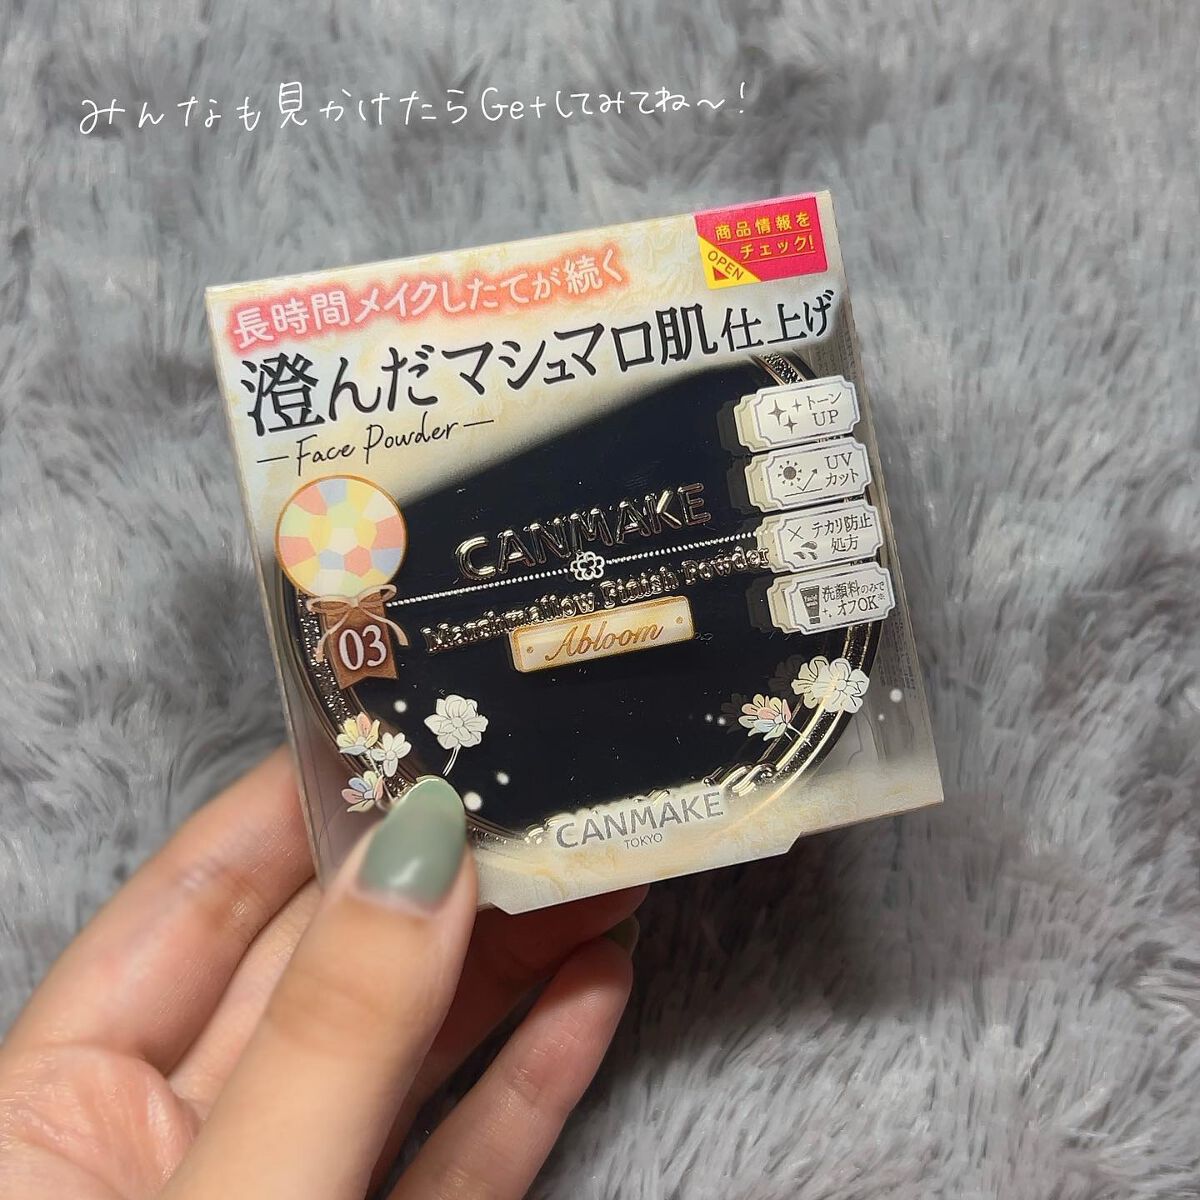 みんなも見かけたらGetしてみてね～!
商品情報を
チェック!
OPEN
長時間メイクしたてが続く
澄んだマシュマロ肌仕上げ
Face Powder
トーン
UP
UV
カット
テカリ防止
処方
洗顔料のみで
オフOK※
CANMAKE
Marshmallow Finish Powder
Abloom
03
CANMAKE
TOKYO